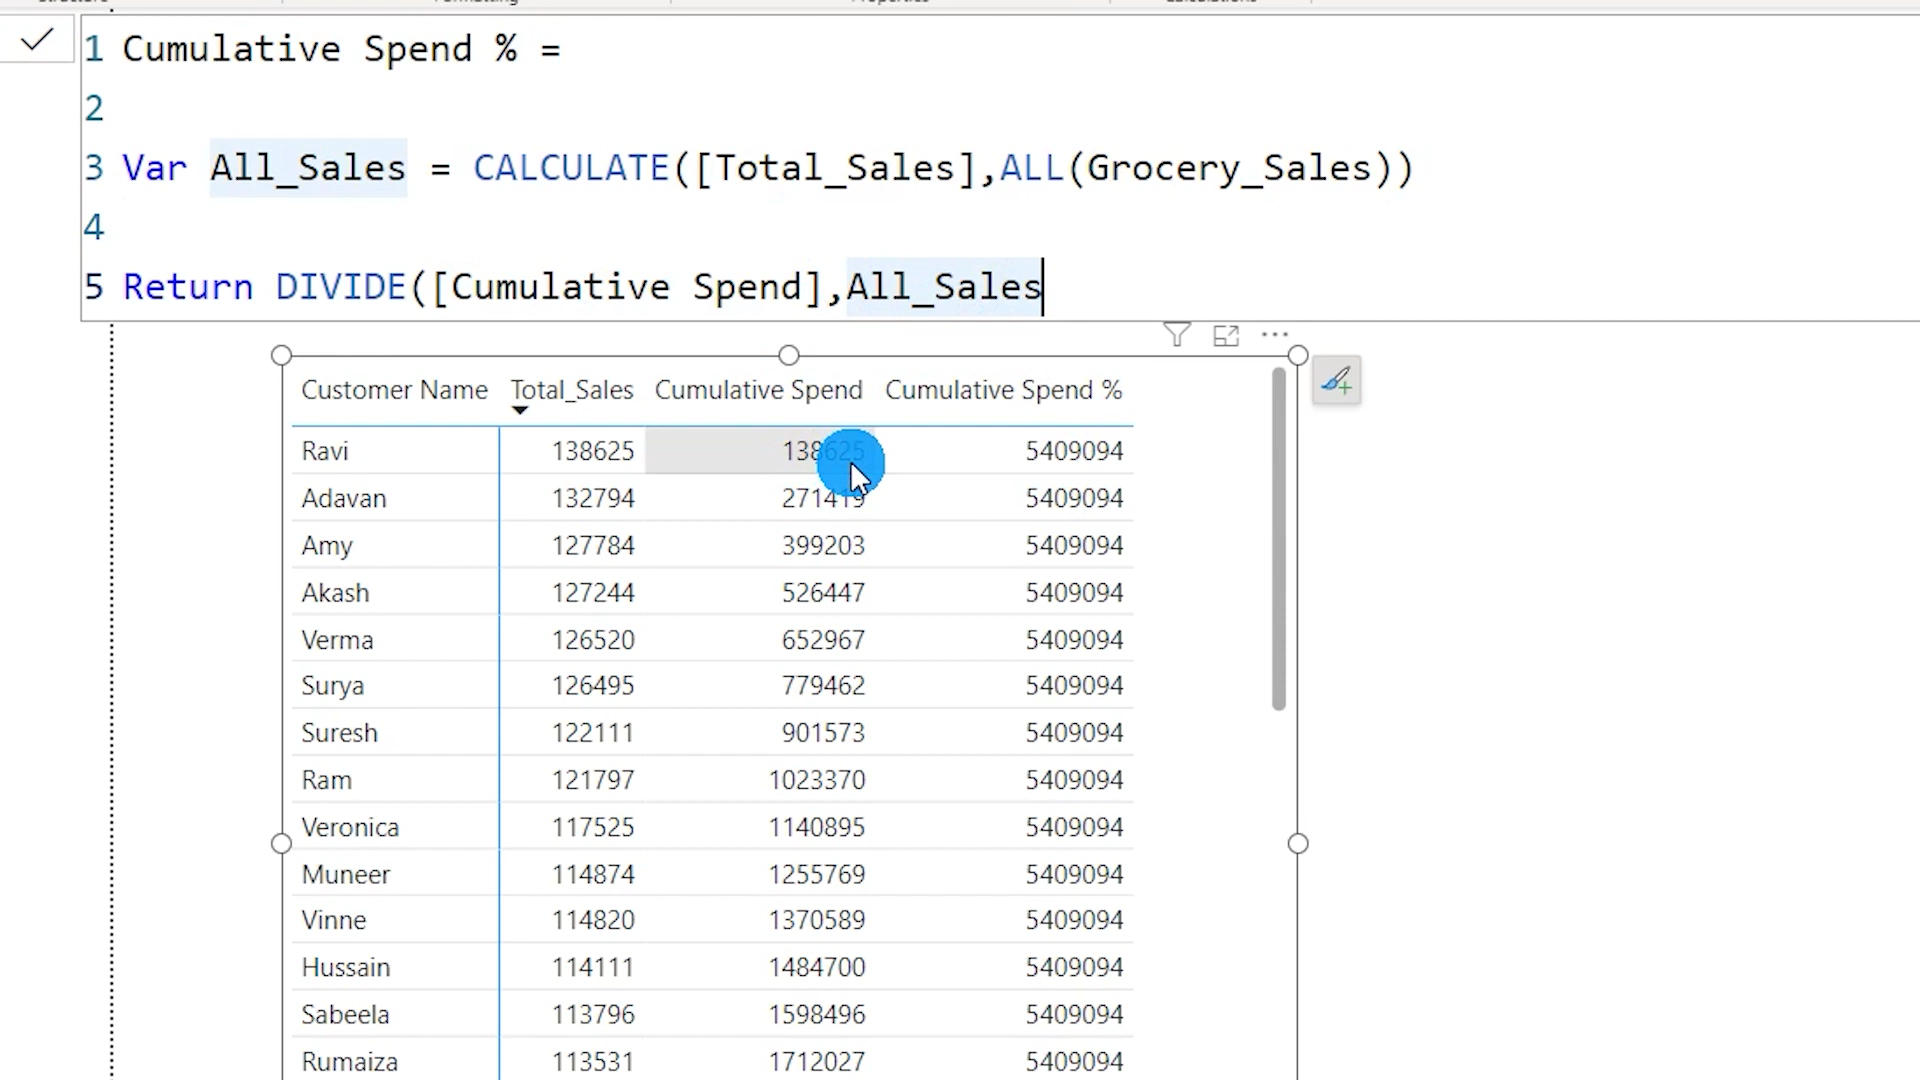 1 Cumulative Spend % =
2
3 Var All_Sales = CALCULATE([Total_Sales],ALL(Grocery_Sales))
4
5 Return DIVIDE([Cumulative Spend],All_Sales
Customer Name Total_Sales Cumulative Spend Cumulative Spend %
Ravi 138625 138625 5409094
Adavan 132794 271419 5409094
Amy 127784 399203 5409094
Akash 127244 526447 5409094
Verma 126520 652967 5409094
Surya 126495 779462 5409094
Suresh 122111 901573 5409094
Ram 121797 1023370 5409094
Veronica 117525 1140895 5409094
Muneer 114874 1255769 5409094
Vinne 114820 1370589 5409094
Hussain 114111 1484700 5409094
Sabeela 113796 1598496 5409094
Rumaiza 113531 1712027 5409094